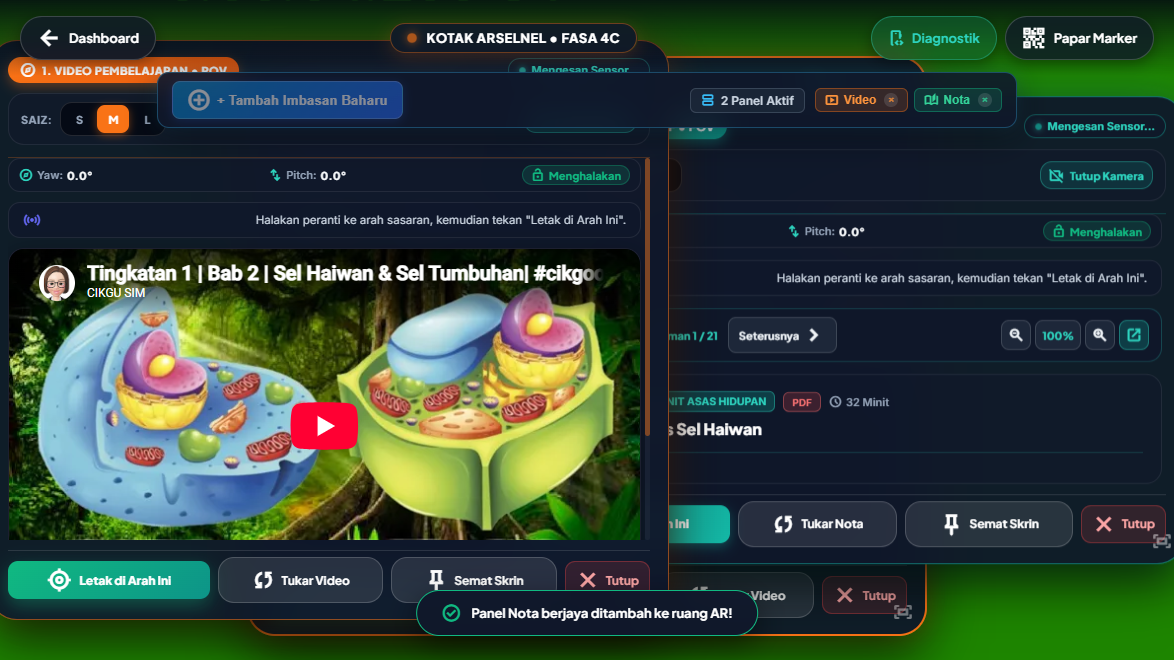 Dashboard
KOTAK ARSELNEL • FASA 4C
Diagnostik
Papar Marker
1. VIDEO PEMBELAJARAN • POV
Mengesan Sensor
+ Tambah Imbasan Baharu
2 Panel Aktif
Video ×
Nota ×
SAIZ: S M L
POV
Mengesan Sensor...
Yaw: 0.0°
Pitch: 0.0°
Menghalakan
Halakan peranti ke arah sasaran, kemudian tekan "Letak di Arah Ini".
Tingkatan 1 | Bab 2 | Sel Haiwan & Sel Tumbuhan| #cikgoo
CIKGU SIM
Letak di Arah Ini
Tukar Video
Semat Skrin
Tutup
Tutup Kamera
Pitch: 0.0°
Menghalakan
Halakan peranti ke arah sasaran, kemudian tekan "Letak di Arah Ini".
1 / 21
Seterusnya
100%
ASAS HIDUPAN
PDF
32 Minit
Sel Haiwan
Ini
Tukar Nota
Semat Skrin
Tutup
Video
Tutup
Panel Nota berjaya ditambah ke ruang AR!